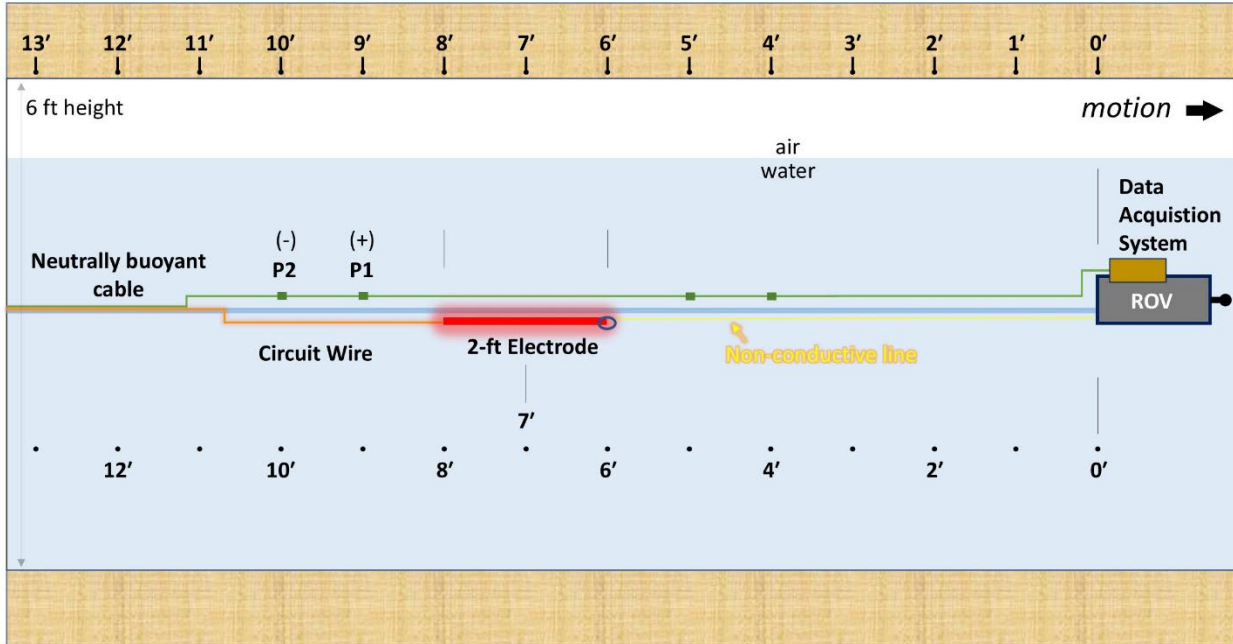 13′ 12′ 11′ 10′ 9′ 8′ 7′ 6′ 5′ 4′ 3′ 2′ 1′ 0′
6 ft height
motion
air
water
Data
Acquistion
System
(-) (+)
P2 P1
Neutrally buoyant
cable
ROV
Circuit Wire
2-ft Electrode
Non-conductive line
7′
12′ 10′ 8′ 6′ 4′ 2′ 0′